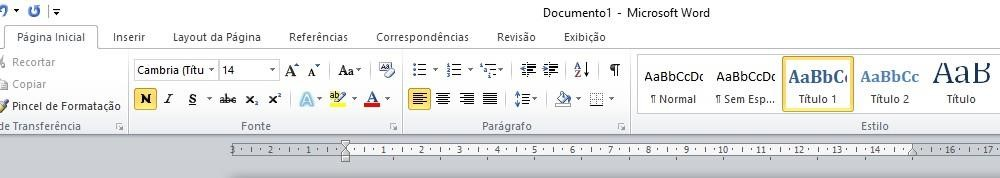 Documento1 - Microsoft Word
Página Inicial Inserir Layout da Página Referências Correspondências Revisão Exibição
Recortar
Copiar
Pincel de Formatação
de Transferência
Cambria (Títu 14 A A Aa
N I S abc x₂ x² A ab A
Fonte
Parágrafo
AaBbCcDc AaBbCcDc AaBbC AaBbCc AaB
¶ Normal ¶ Sem Esp... Título 1 Título 2 Título
Estilo
3 2 1 1 2 3 4 5 6 7 8 9 10 11 12 13 14 16 17